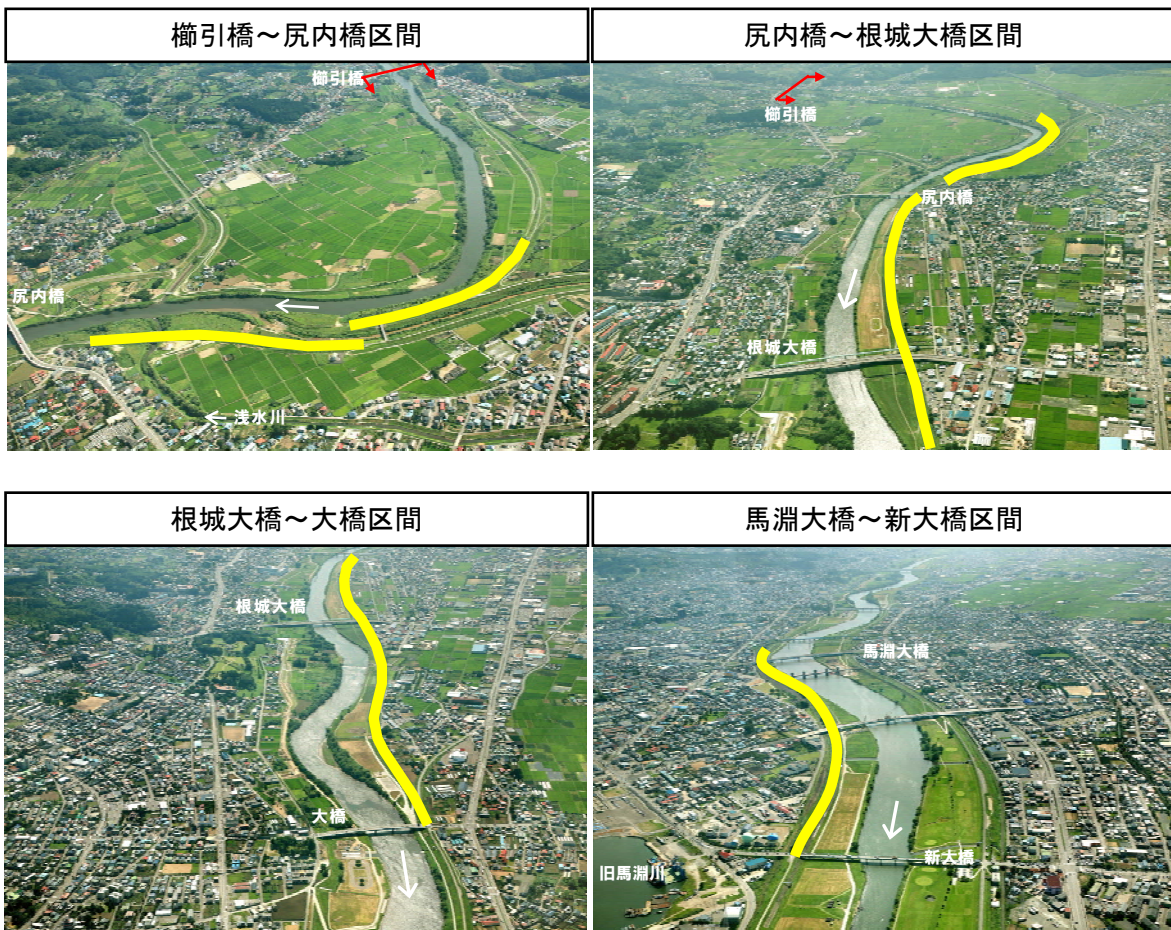 櫛引橋～尻内橋区間
櫛引橋
尻内橋
浅水川
尻内橋～根城大橋区間
櫛引橋
尻内橋
根城大橋
根城大橋～大橋区間
根城大橋
大橋
馬淵大橋～新大橋区間
馬淵大橋
旧馬淵川
新大橋